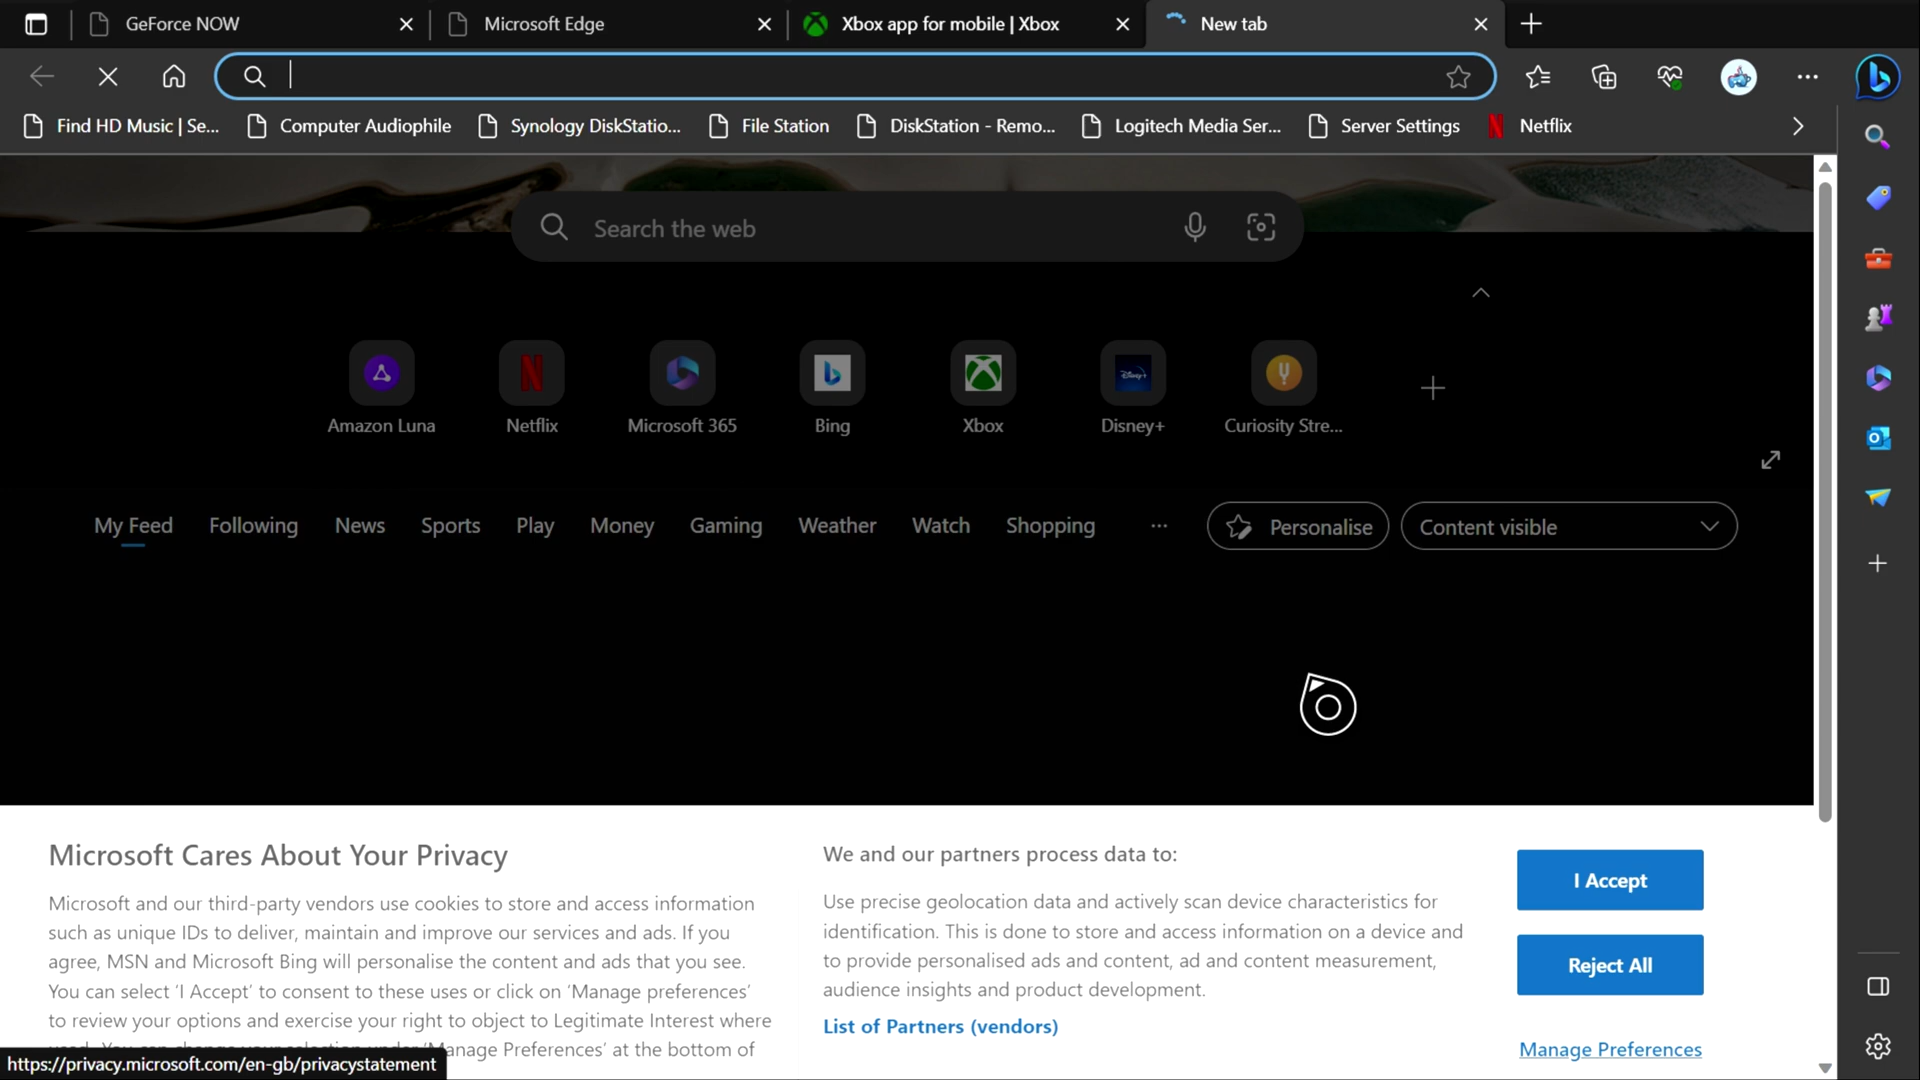 GeForce NOW
Microsoft Edge
Xbox app for mobile | Xbox
New tab
Find HD Music | Se...
Computer Audiophile
Synology DiskStatio...
File Station
DiskStation - Remo...
Logitech Media Ser...
Server Settings
Netflix
Search the web
Amazon Luna
Netflix
Microsoft 365
Bing
Xbox
Disney+
Curiosity Stre...
My Feed
Following
News
Sports
Play
Money
Gaming
Weather
Watch
Shopping
Personalise
Content visible
Microsoft Cares About Your Privacy
Microsoft and our third-party vendors use cookies to store and access information
such as unique IDs to deliver, maintain and improve our services and ads. If you
agree, MSN and Microsoft Bing will personalise the content and ads that you see.
You can select ‘I Accept’ to consent to these uses or click on ‘Manage preferences’
to review your options and exercise your right to object to Legitimate Interest where
Manage Preferences’ at the bottom of
We and our partners process data to:
Use precise geolocation data and actively scan device characteristics for
identification. This is done to store and access information on a device and
to provide personalised ads and content, ad and content measurement,
audience insights and product development.
List of Partners (vendors)
I Accept
Reject All
Manage Preferences
https://privacy.microsoft.com/en-gb/privacystatement